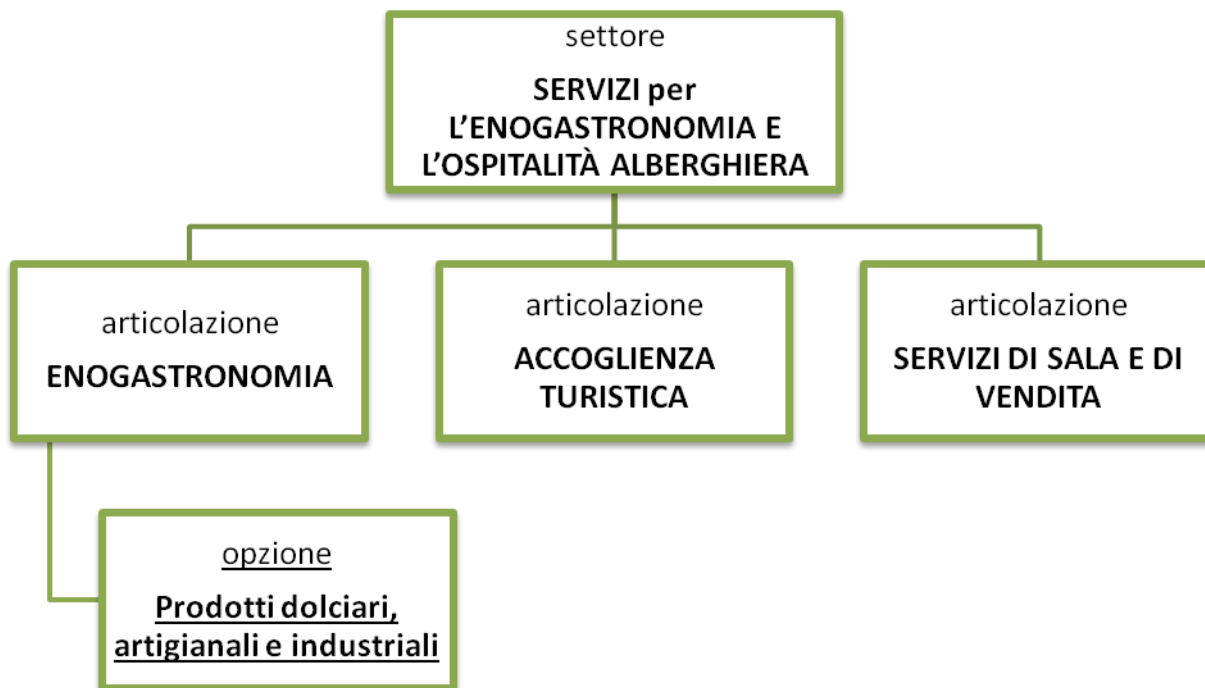 settore
SERVIZI per
L’ENOGASTRONOMIA E
L’OSPITALITÀ ALBERGHIERA
articolazione
ENOGASTRONOMIA
articolazione
ACCOGLIENZA
TURISTICA
articolazione
SERVIZI DI SALA E DI
VENDITA
opzione
Prodotti dolciari,
artigianali e industriali